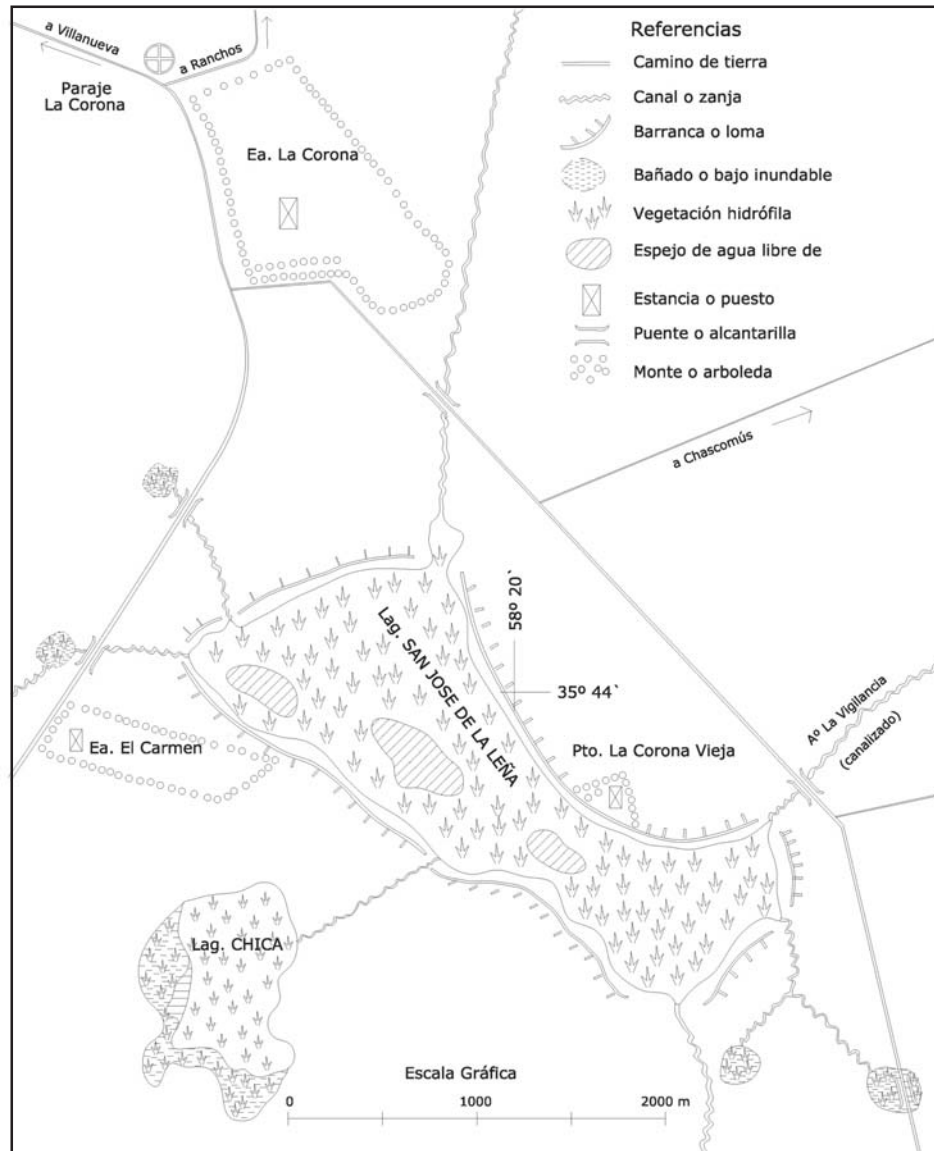 a Villanueva
a Ranchos
Paraje
La Corona
Ea. La Corona
Referencias
Camino de tierra
Canal o zanja
Barranca o loma
Bañado o bajo inundable
Vegetación hidrófila
Espejo de agua libre de
Estancia o puesto
Puente o alcantarilla
Monte o arboleda
a Chascomús
Lag. SAN JOSE DE LA LEÑA
58º 20`
35º 44`
Ea. El Carmen
Pto. La Corona Vieja
Aº La Vigilancia
(canalizado)
Lag. CHICA
Escala Gráfica
0 1000 2000 m